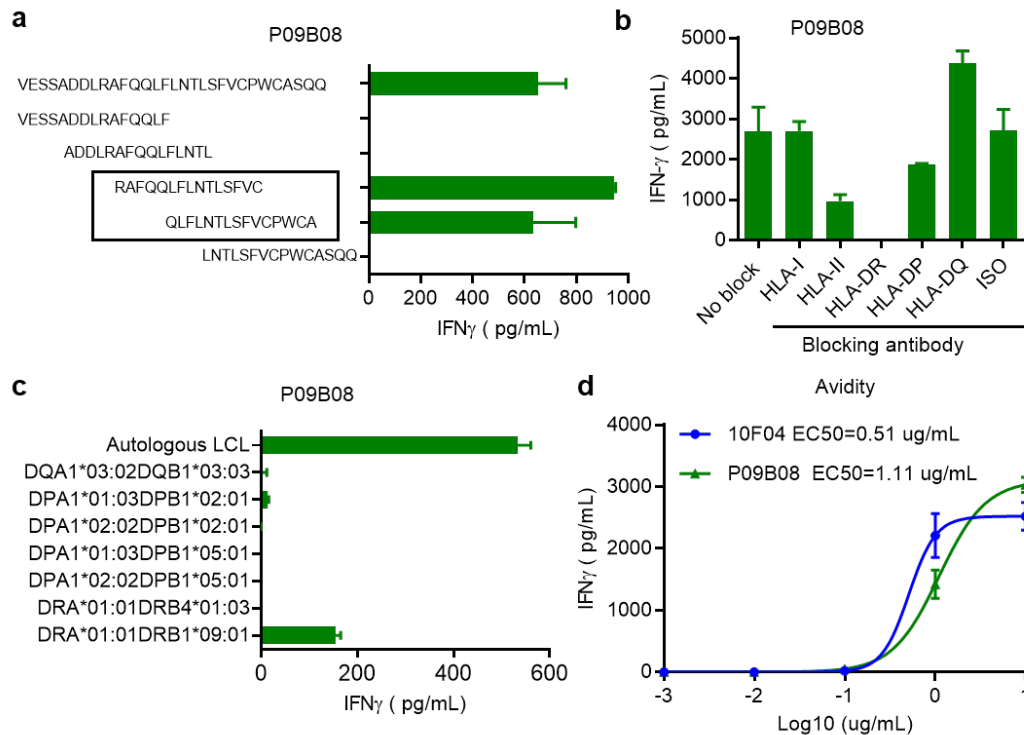 a
P09B08
VESSADDLRAFQQLFLNTLSFVCPWCASQQ
VESSADDLRAFQQLF
ADDLRAFQQLFLNTL
RAFQQLFLNTLSFVC
QLFLNTLSFVCPWCA
LNTLSFVCPWCASQQ
0 200 400 600 800 1000
IFNγ ( pg/mL)
b
P09B08
IFN-γ ( pg/mL)
5000
4000
3000
2000
1000
0
No block HLA-I HLA-II HLA-DR HLA-DP HLA-DQ ISO
Blocking antibody
c
P09B08
Autologous LCL
DQA1*03:02DQB1*03:03
DPA1*01:03DPB1*02:01
DPA1*02:02DPB1*02:01
DPA1*01:03DPB1*05:01
DPA1*02:02DPB1*05:01
DRA*01:01DRB4*01:03
DRA*01:01DRB1*09:01
0 200 400 600
IFNγ ( pg/mL)
d
Avidity
10F04 EC50=0.51 ug/mL
P09B08 EC50=1.11 ug/mL
IFNγ ( pg/mL)
4000
3000
2000
1000
0
-3 -2 -1 0 1
Log10 (ug/mL)